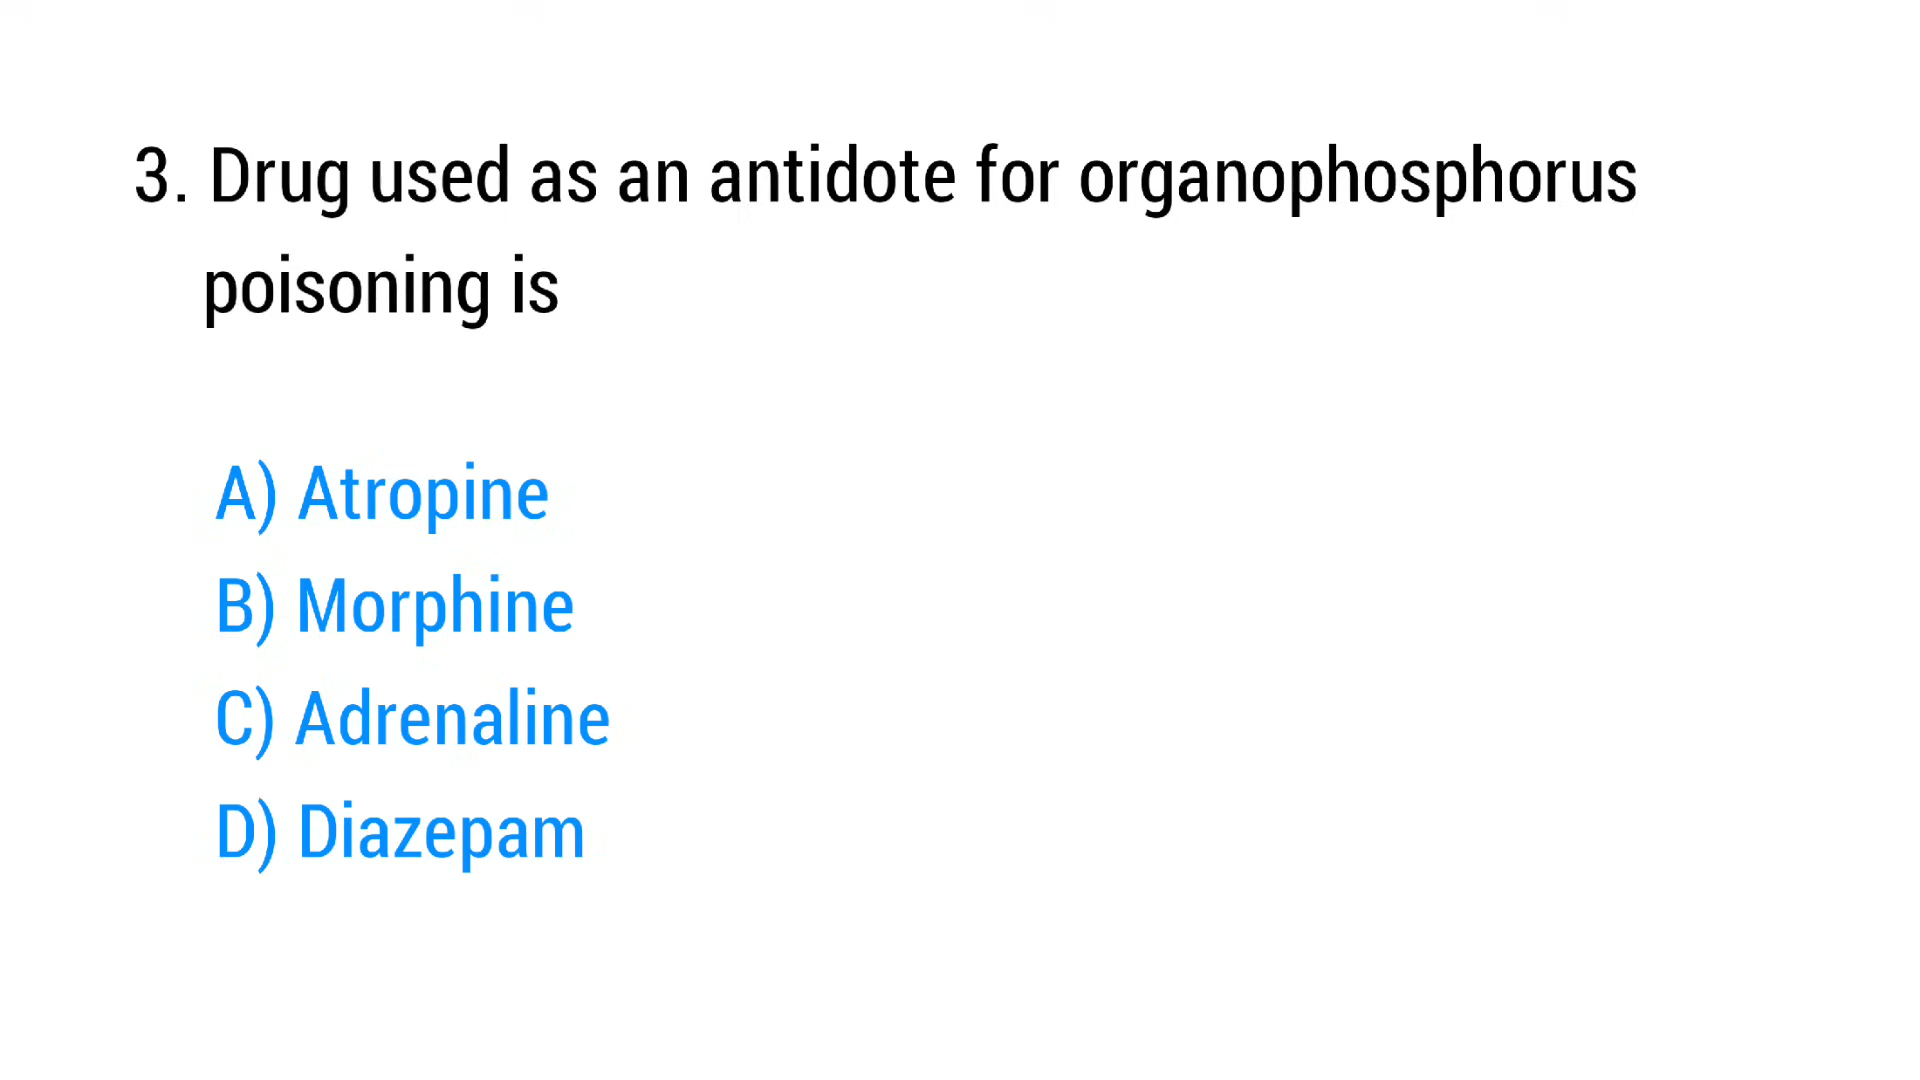 3. Drug used as an antidote for organophosphorus
poisoning is
A) Atropine
B) Morphine
C) Adrenaline
D) Diazepam